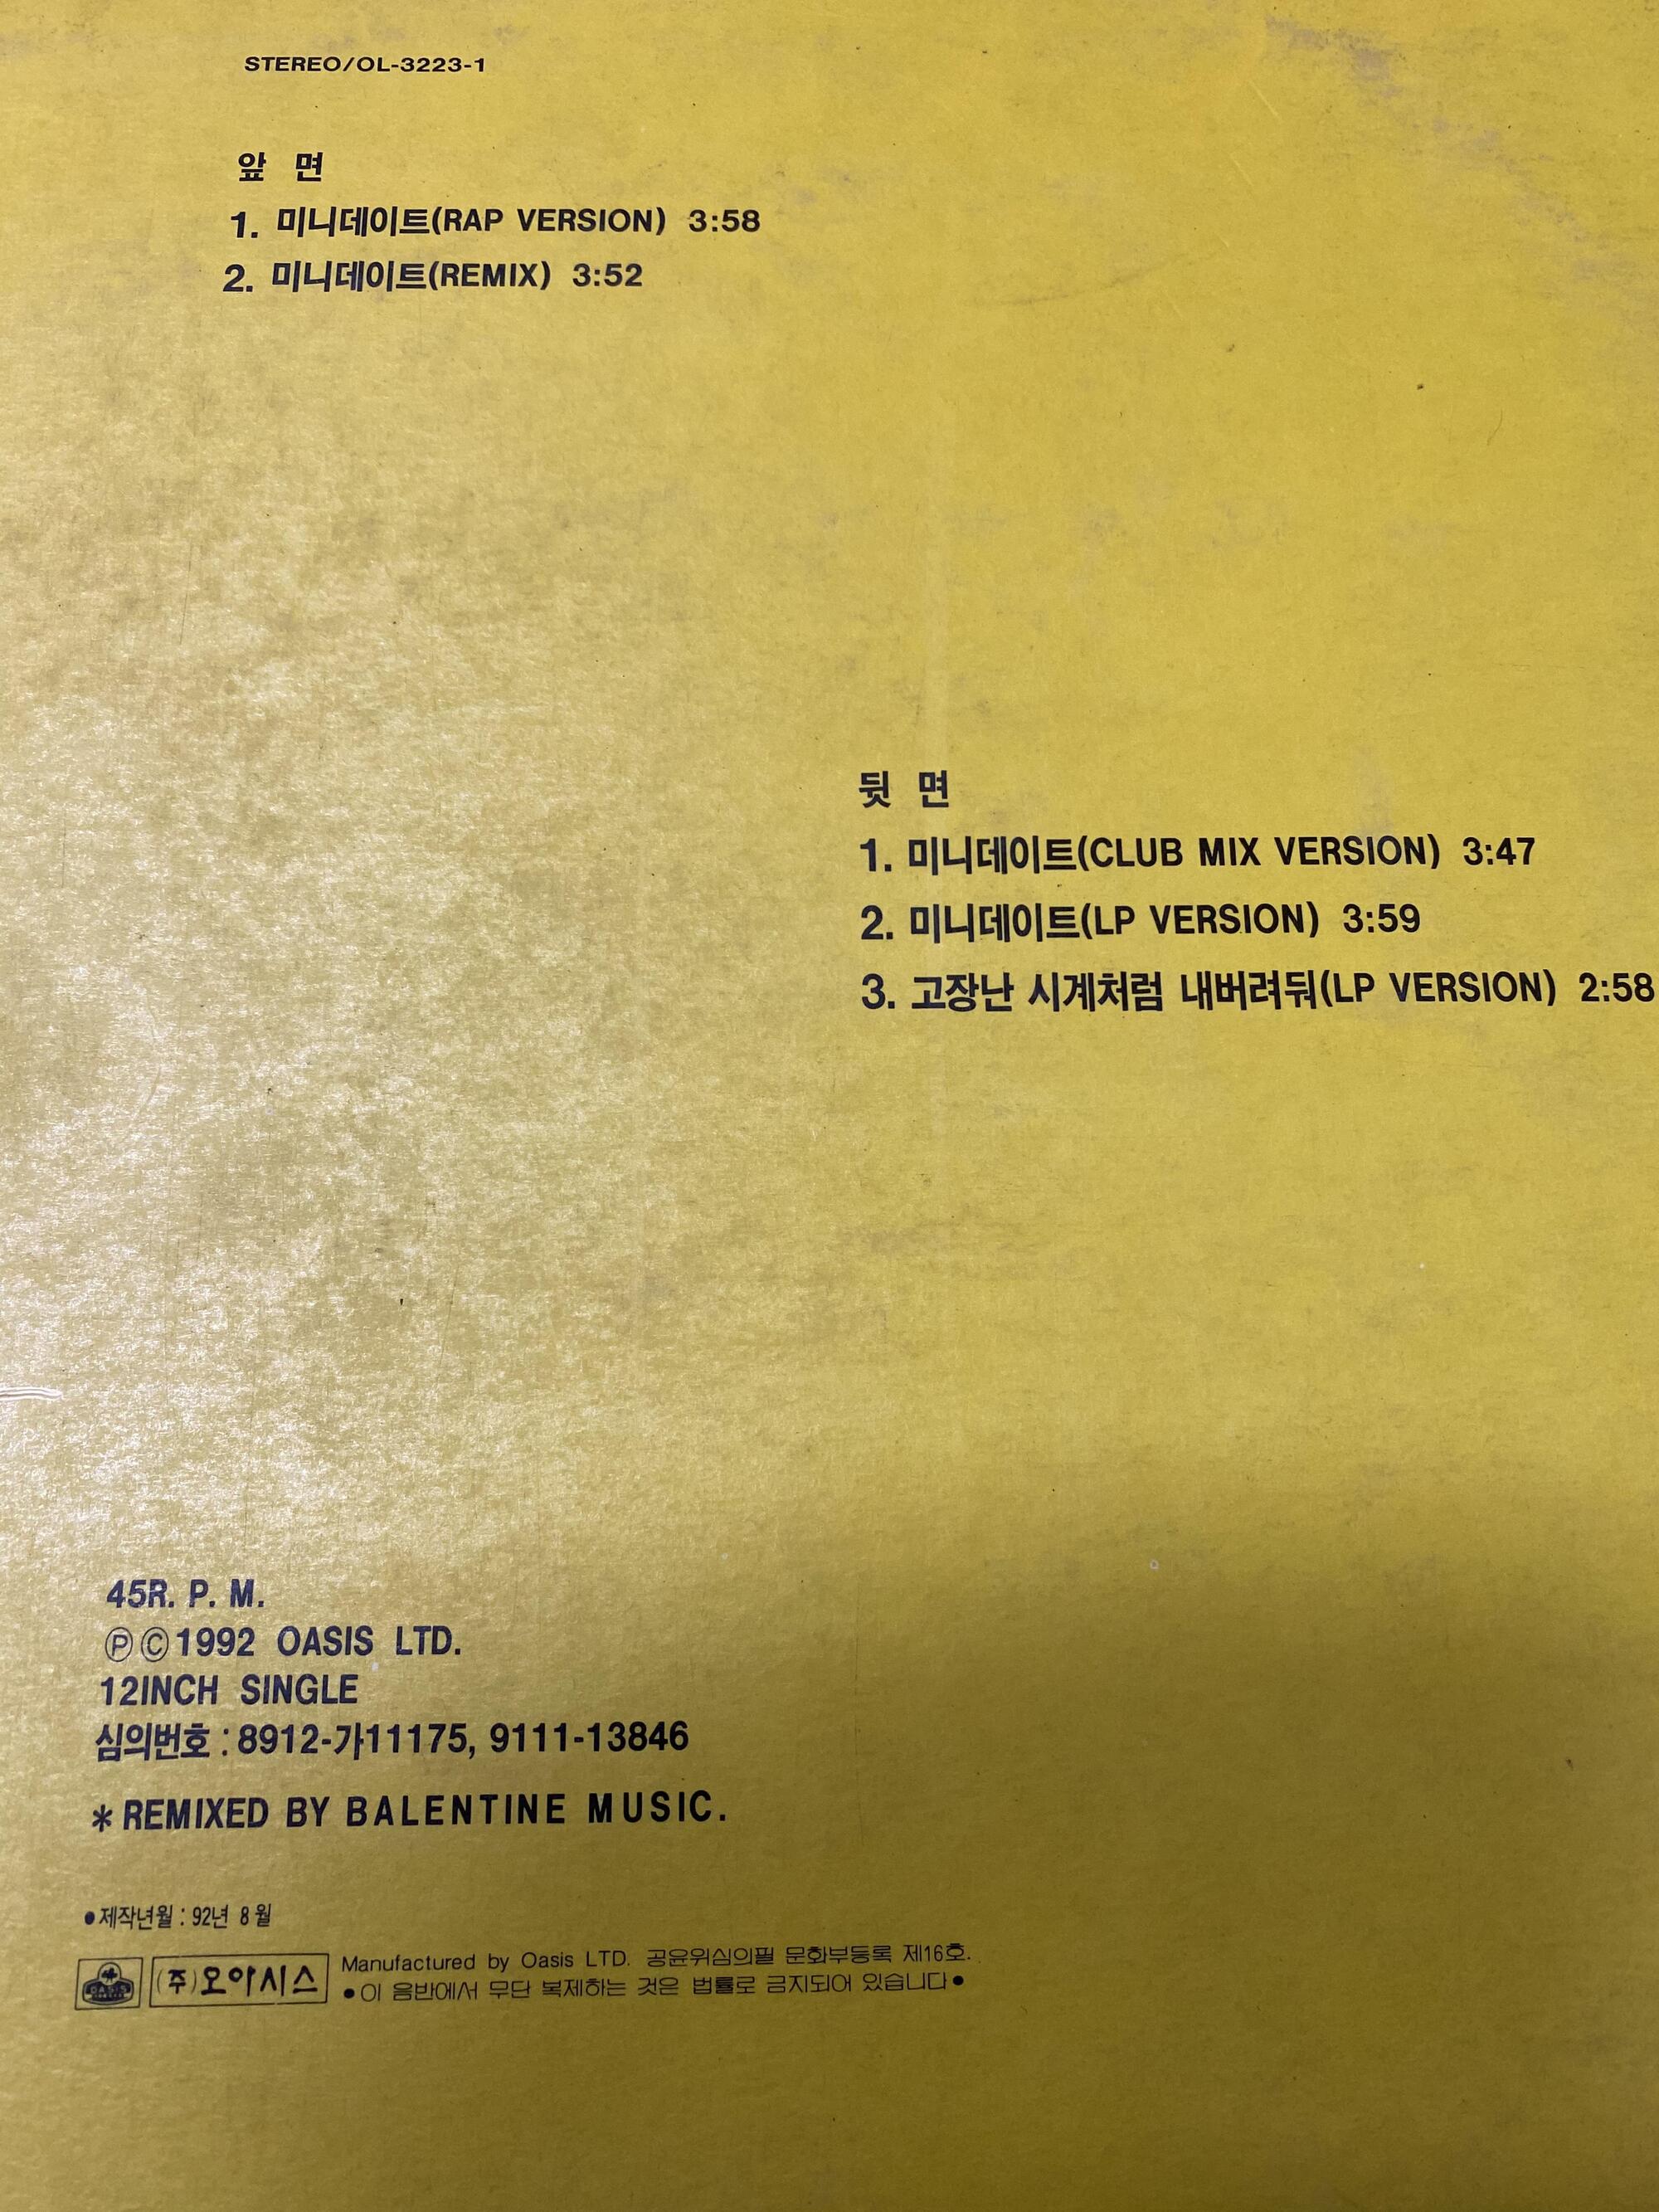 STEREO/OL-3223-1
앞 면
1. 미니데이트(RAP VERSION) 3:58
2. 미니데이트(REMIX) 3:52
뒷 면
1. 미니데이트(CLUB MIX VERSION) 3:47
2. 미니데이트(LP VERSION) 3:59
3. 고장난 시계처럼 내버려둬(LP VERSION) 2:58
45R. P. M.
ⓅⒸ1992 OASIS LTD.
12INCH SINGLE
심의번호 : 8912-가11175, 9111-13846
* REMIXED BY BALENTINE MUSIC.
●제작년월 : 92년 8월
(주)오아시스
Manufactured by Oasis LTD. 공윤위심의필 문화부등록 제16호.
●이 음반에서 무단 복제하는 것은 법률로 금지되어 있습니다●